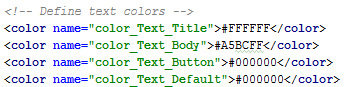 <!-- Define text colors -->
<color name="color_Text_Title">#FFFFFF</color>
<color name="color_Text_Body">#A5BCFF</color>
<color name="color_Text_Button">#000000</color>
<color name="color_Text_Default">#000000</color>